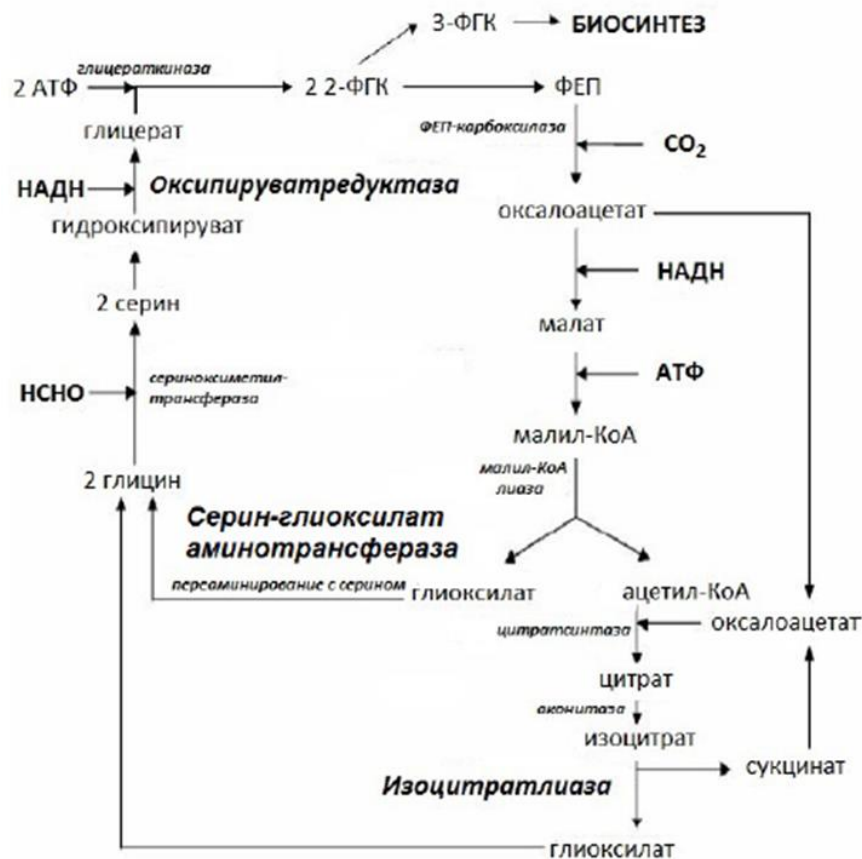 3-ФГК
БИОСИНТЕЗ
глицераткиназа
2 АТФ
2 2-ФГК
ФЕП
ФЕП-карбоксилаза
глицерат
CO2
НАДН
Оксипируватредуктаза
гидроксипируват
оксалоацетат
НАДН
2 серин
малат
НСНО
сериноксиметил-
трансфераза
АТФ
малил-КоА
малил-КоА
лиаза
2 глицин
Серин-глиоксилат
аминотрансфераза
переаминирование с серином
глиоксилат
ацетил-КоА
цитратсинтаза
оксалоацетат
цитрат
аконитаза
изоцитрат
сукцинат
Изоцитратлиаза
глиоксилат